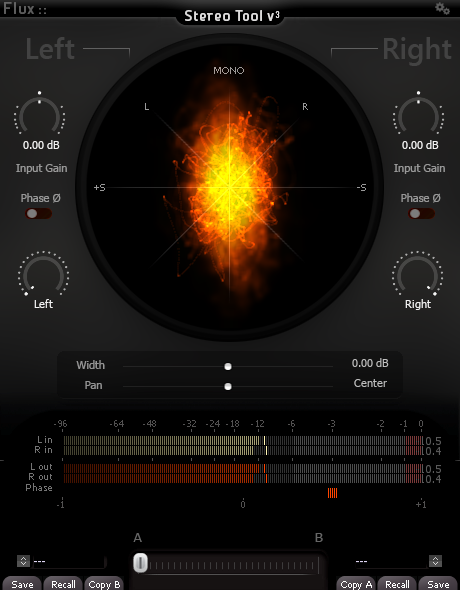 Flux::
Stereo Tool v3
Left
Right
MONO
L
R
+S
-S
0.00 dB
0.00 dB
Input Gain
Input Gain
Phase Ø
Phase Ø
Left
Right
Width
0.00 dB
Pan
Center
-96 -64 -48 -32 -24 -18 -12 -6 -3 -2 -1 0
L in 0.5
R in 0.4
L out 0.5
R out 0.4
Phase
-1 0 +1
A
B
---
---
Save Recall Copy B
Copy A Recall Save